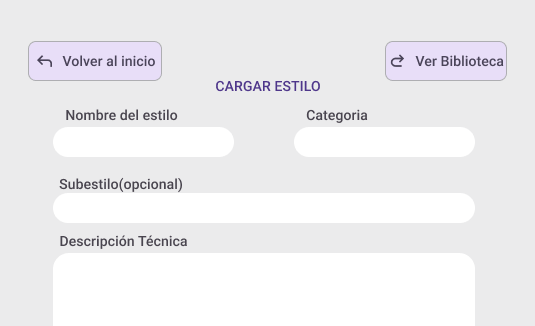 Volver al inicio
Ver Biblioteca
CARGAR ESTILO
Nombre del estilo
Categoria
Subestilo(opcional)
Descripción Técnica